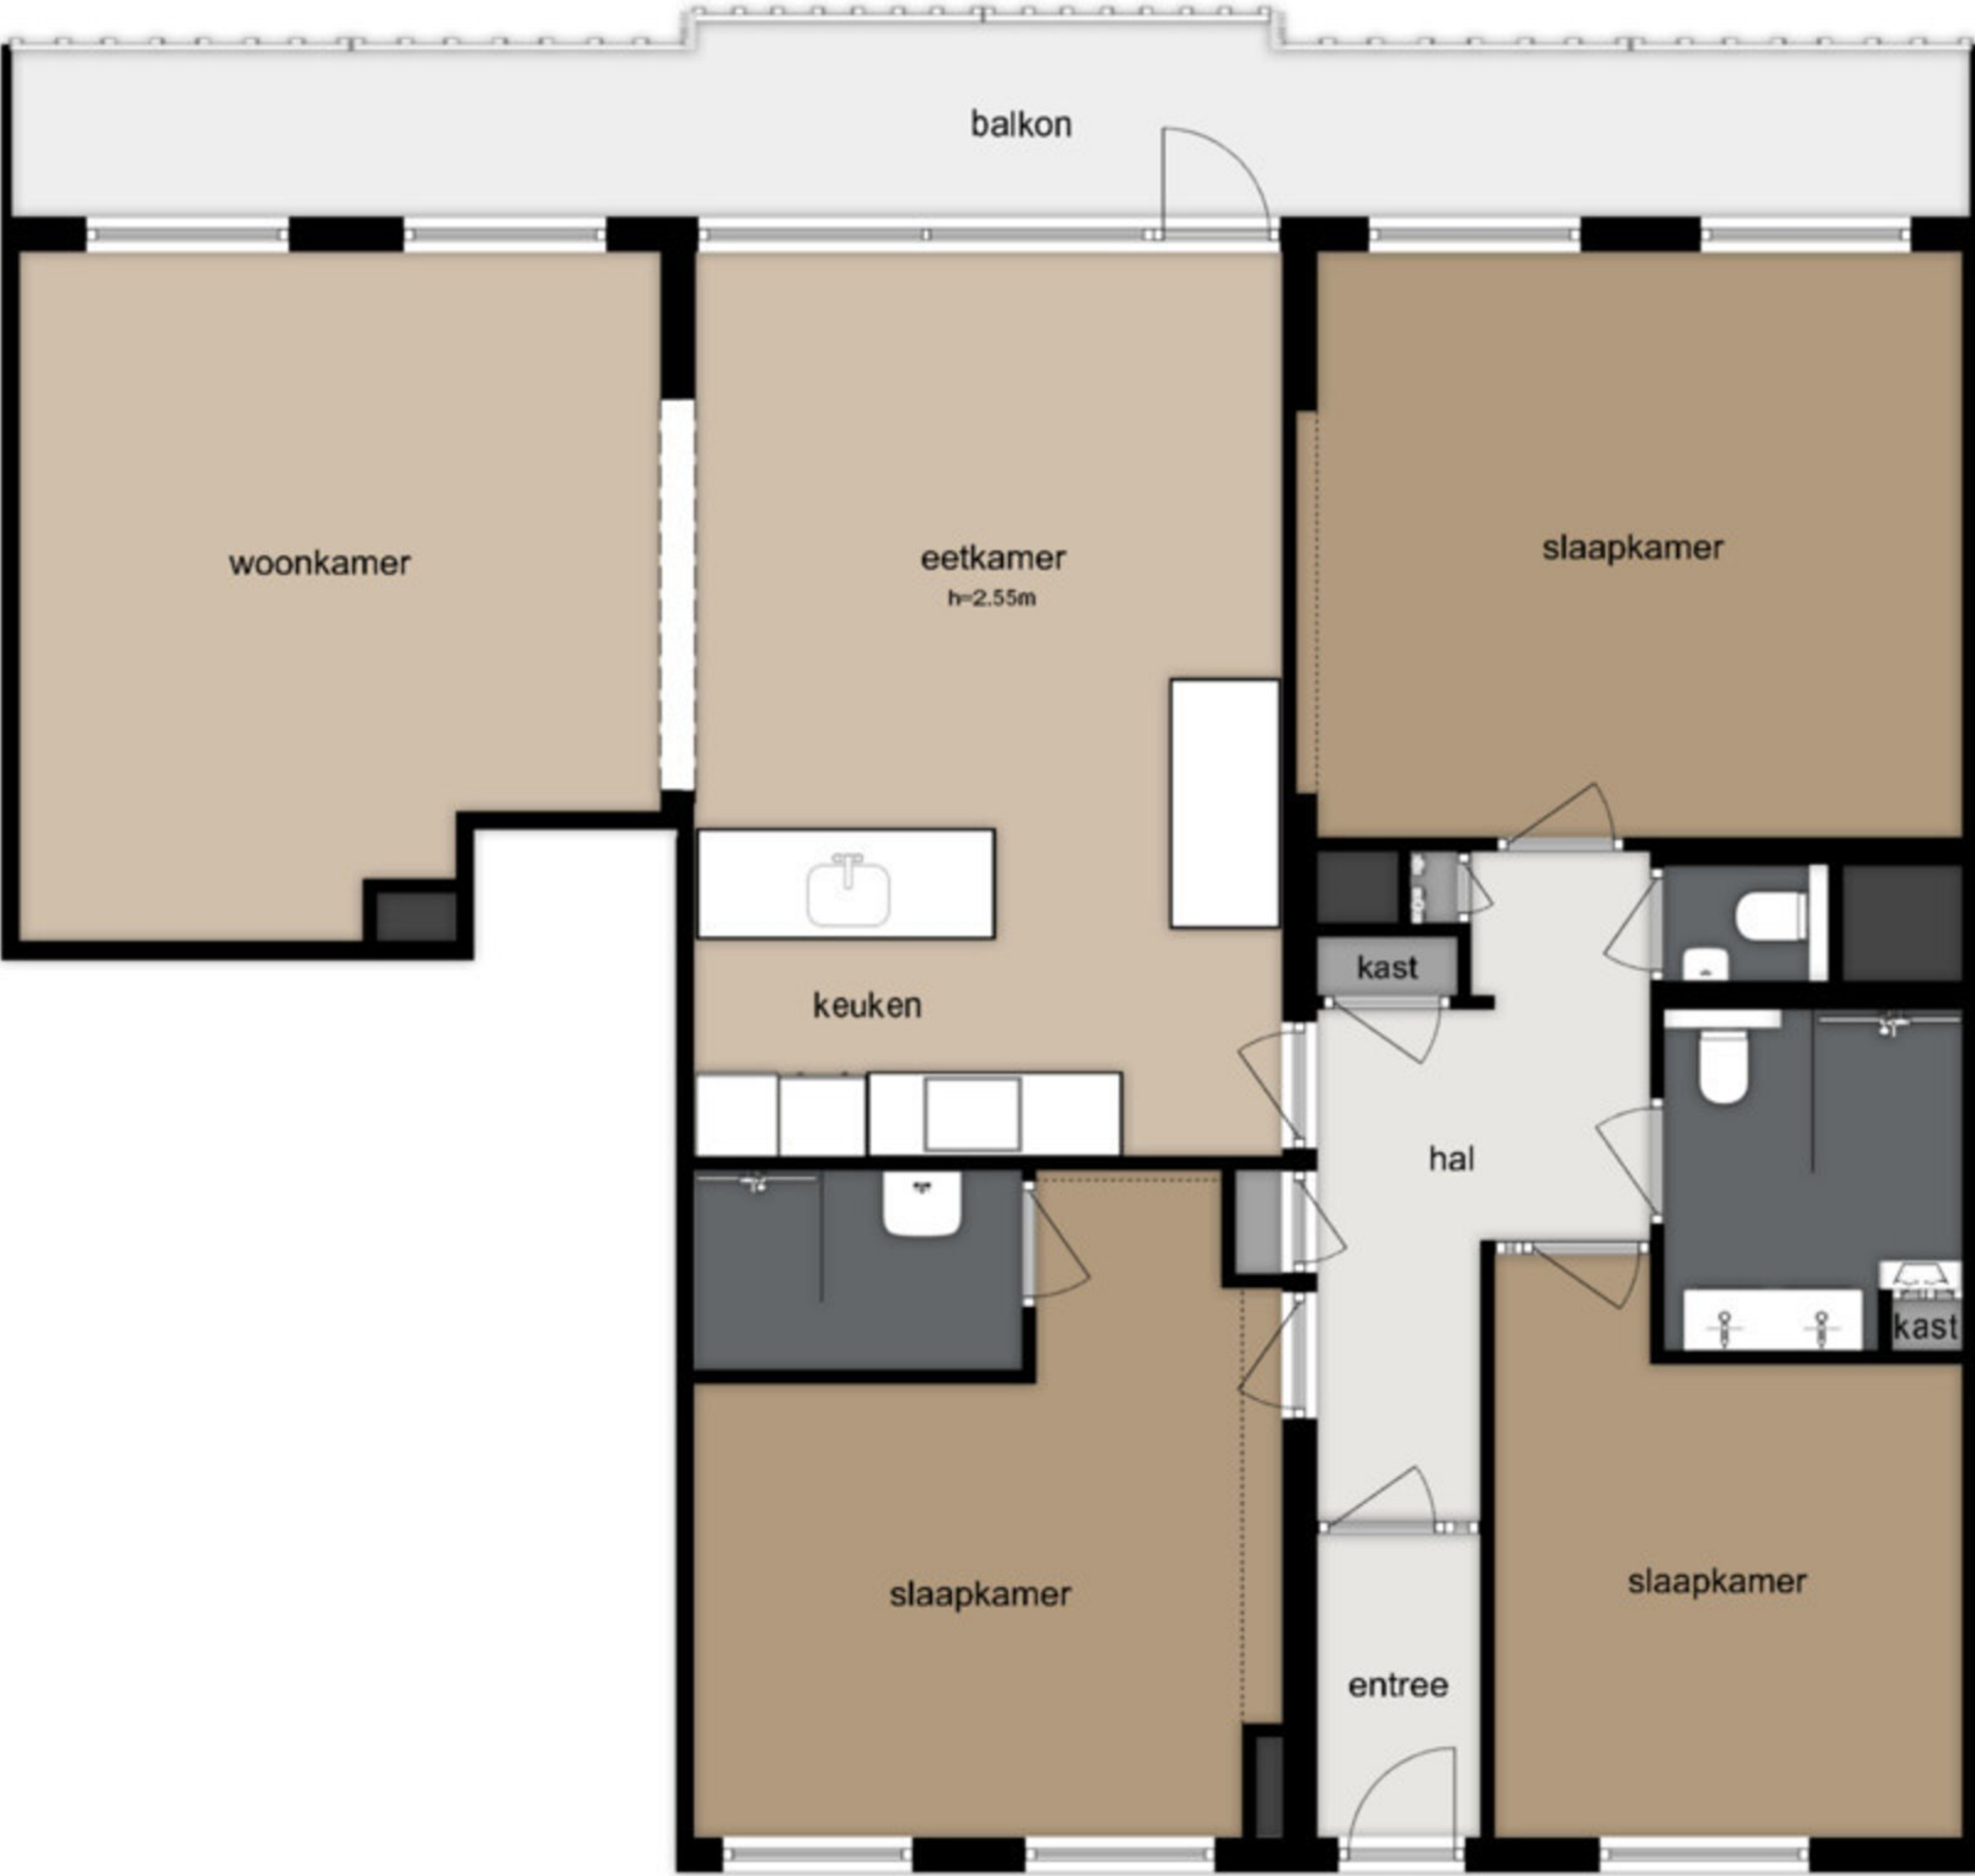 balkon
woonkamer
eetkamer
h=2.55m
slaapkamer
kast
keuken
hal
kast
slaapkamer
slaapkamer
entree